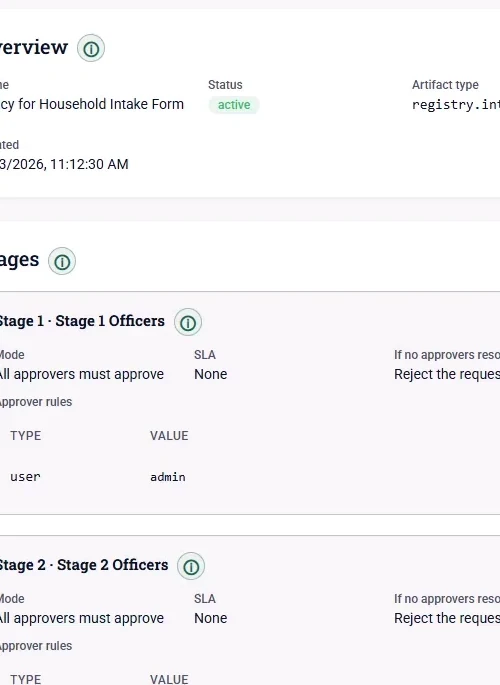 verview
ne Status Artifact type
cy for Household Intake Form active registry.int
ted
3/2026, 11:12:30 AM
ages
Stage 1 · Stage 1 Officers
Mode SLA If no approvers reso
All approvers must approve None Reject the reques
Approver rules
TYPE VALUE
user admin
Stage 2 · Stage 2 Officers
Mode SLA If no approvers reso
All approvers must approve None Reject the reques
Approver rules
TYPE VALUE